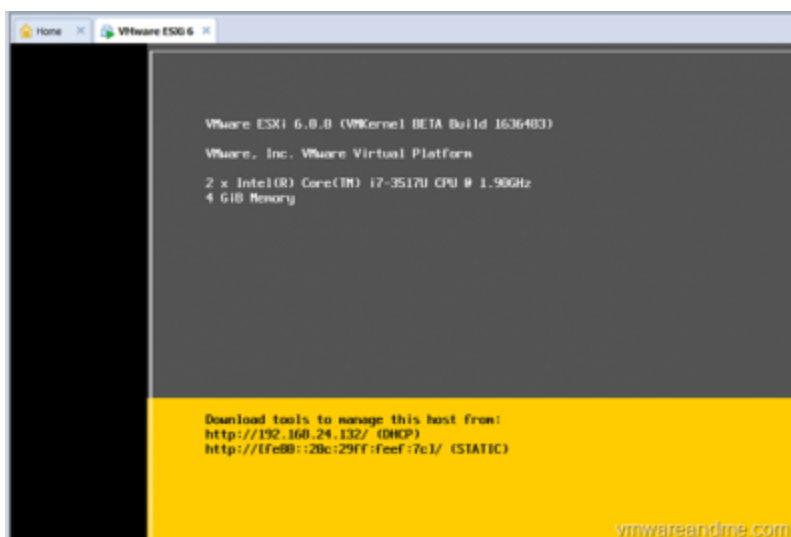 Home
VMware ESXi 6
VMware ESXi 6.0.0 (VMKernel BETA Build 1636483)
VMware, Inc. VMware Virtual Platform
2 x Intel(R) Core(TM) i7-3517U CPU @ 1.90GHz
4 GiB Memory
Download tools to manage this host from:
http://192.168.24.132/ (DHCP)
http://[fe80::20c:29ff:feef:7c]/ (STATIC)
vmwareandme.com